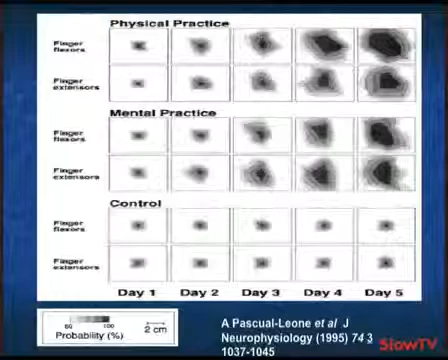 Physical Practice
Finger
flexors
Finger
extensors
Mental Practice
Finger
flexors
Finger
extensors
Control
Finger
flexors
Finger
extensors
Day 1 Day 2 Day 3 Day 4 Day 5
100
Probability (%)
2 cm
A Pascual-Leone et al J
Neurophysiology (1995) 74 3
1037-1045
SlowTV